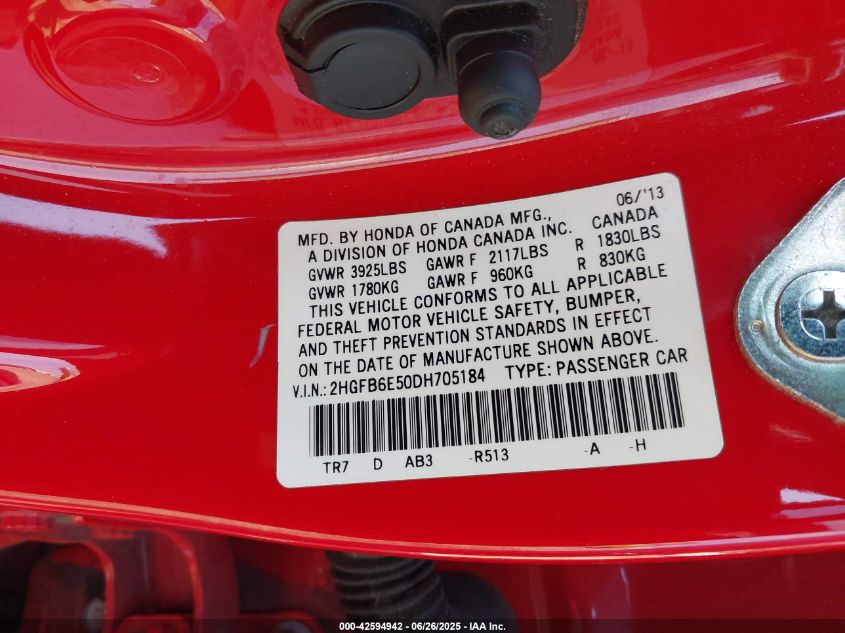 06/'13
MFD. BY HONDA OF CANADA MFG.,
A DIVISION OF HONDA CANADA INC. CANADA
GVWR 3925LBS GAWR F 2117LBS R 1830LBS
GVWR 1780KG GAWR F 960KG R 830KG
THIS VEHICLE CONFORMS TO ALL APPLICABLE
FEDERAL MOTOR VEHICLE SAFETY, BUMPER,
AND THEFT PREVENTION STANDARDS IN EFFECT
ON THE DATE OF MANUFACTURE SHOWN ABOVE.
V.I.N.: 2HGFB6E50DH705184 TYPE: PASSENGER CAR
TR7 D AB3 -R513 -A -H
000-42594942 - 06/26/2025 - IAA Inc.